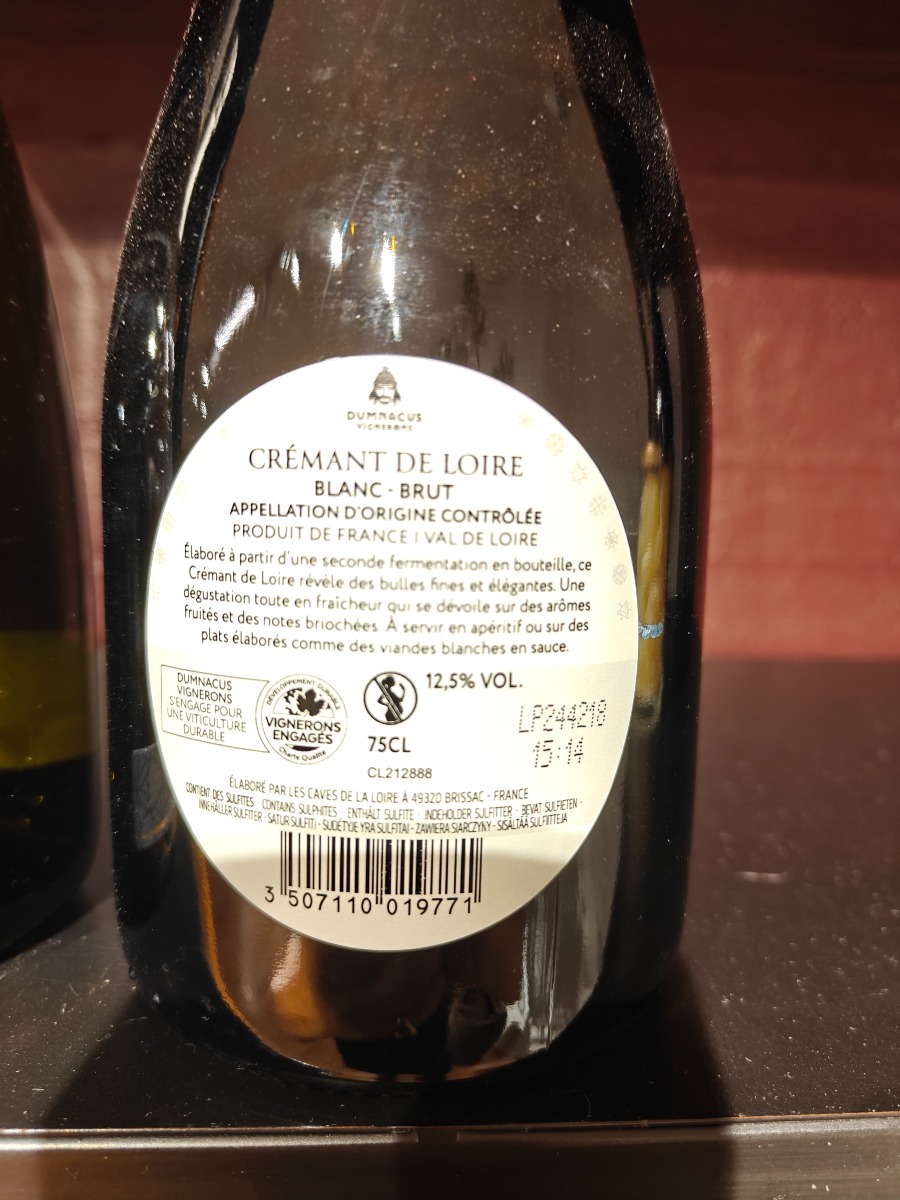 DUMNACUS
VIGNERONS
CRÉMANT DE LOIRE
BLANC - BRUT
APPELLATION D'ORIGINE CONTRÔLÉE
PRODUIT DE FRANCE I VAL DE LOIRE
Élaboré à partir d'une seconde fermentation en bouteille, ce
Crémant de Loire révèle des bulles fines et élégantes. Une
dégustation toute en fraîcheur qui se dévoile sur des arômes
fruités et des notes briochées. À servir en apéritif ou sur des
plats élaborés comme des viandes blanches en sauce.
DUMNACUS
VIGNERONS
S'ENGAGE POUR
UNE VITICULTURE
DURABLE
DÉVELOPPEMENT DURABLE
VIGNERONS
ENGAGÉS
Charte Qualité
12,5% VOL.
75CL
LP244218
15:14
CL212888
ÉLABORÉ PAR LES CAVES DE LA LOIRE À 49320 BRISSAC - FRANCE
CONTIENT DES SULFITES - CONTAINS SULPHITES - ENTHÄLT SULFITE - INDEHOLDER SULFITTER - BEVAT SULFIETEN -
INNEHÅLLER SULFITER - SATUR SULFITI - SUDĖTYJE YRA SULFITAI - ZAWIERA SIARCZYNY - SISÄLTÄÄ SULFIITTEJA
3 507110 019771